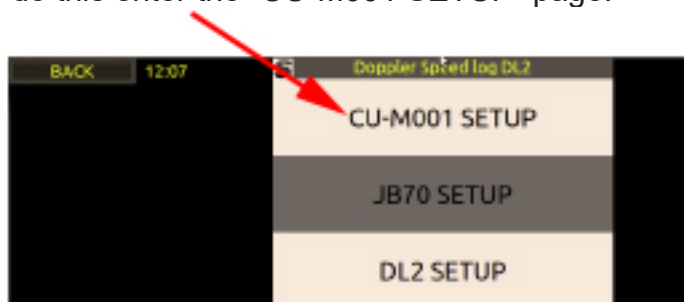 do this enter the "CU-M001 SETUP" page.
BACK 12:07 Doppler Speed log DL2
CU-M001 SETUP
JB70 SETUP
DL2 SETUP